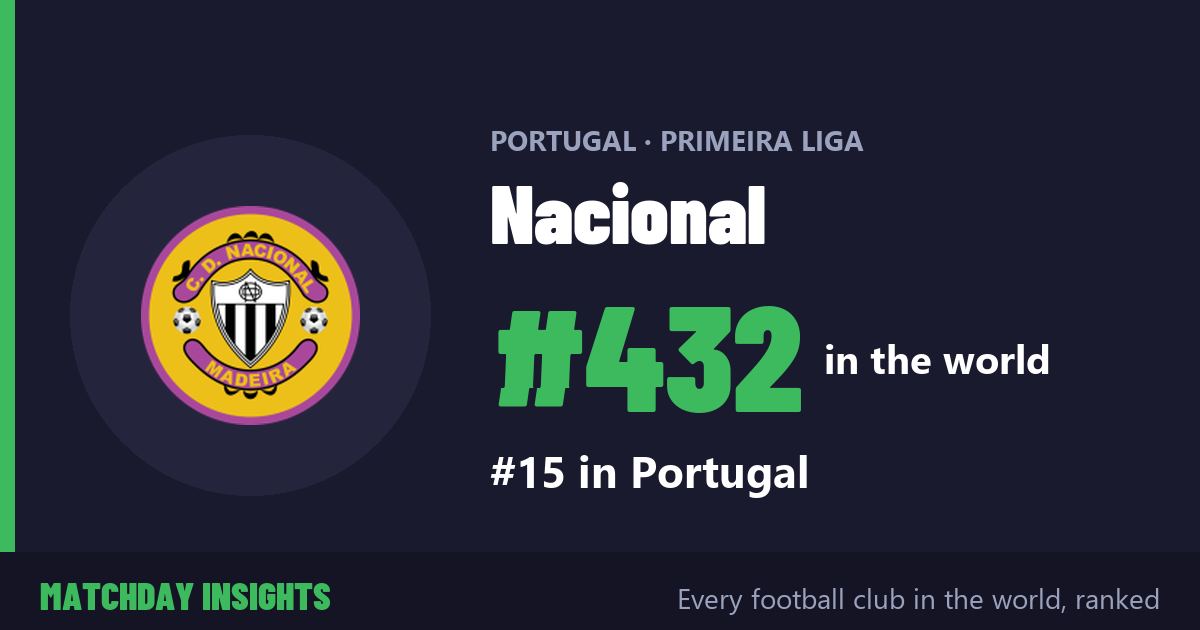 PORTUGAL · PRIMEIRA LIGA
Nacional
C. D. NACIONAL
MADEIRA
#432 in the world
#15 in Portugal
MATCHDAY INSIGHTS
Every football club in the world, ranked